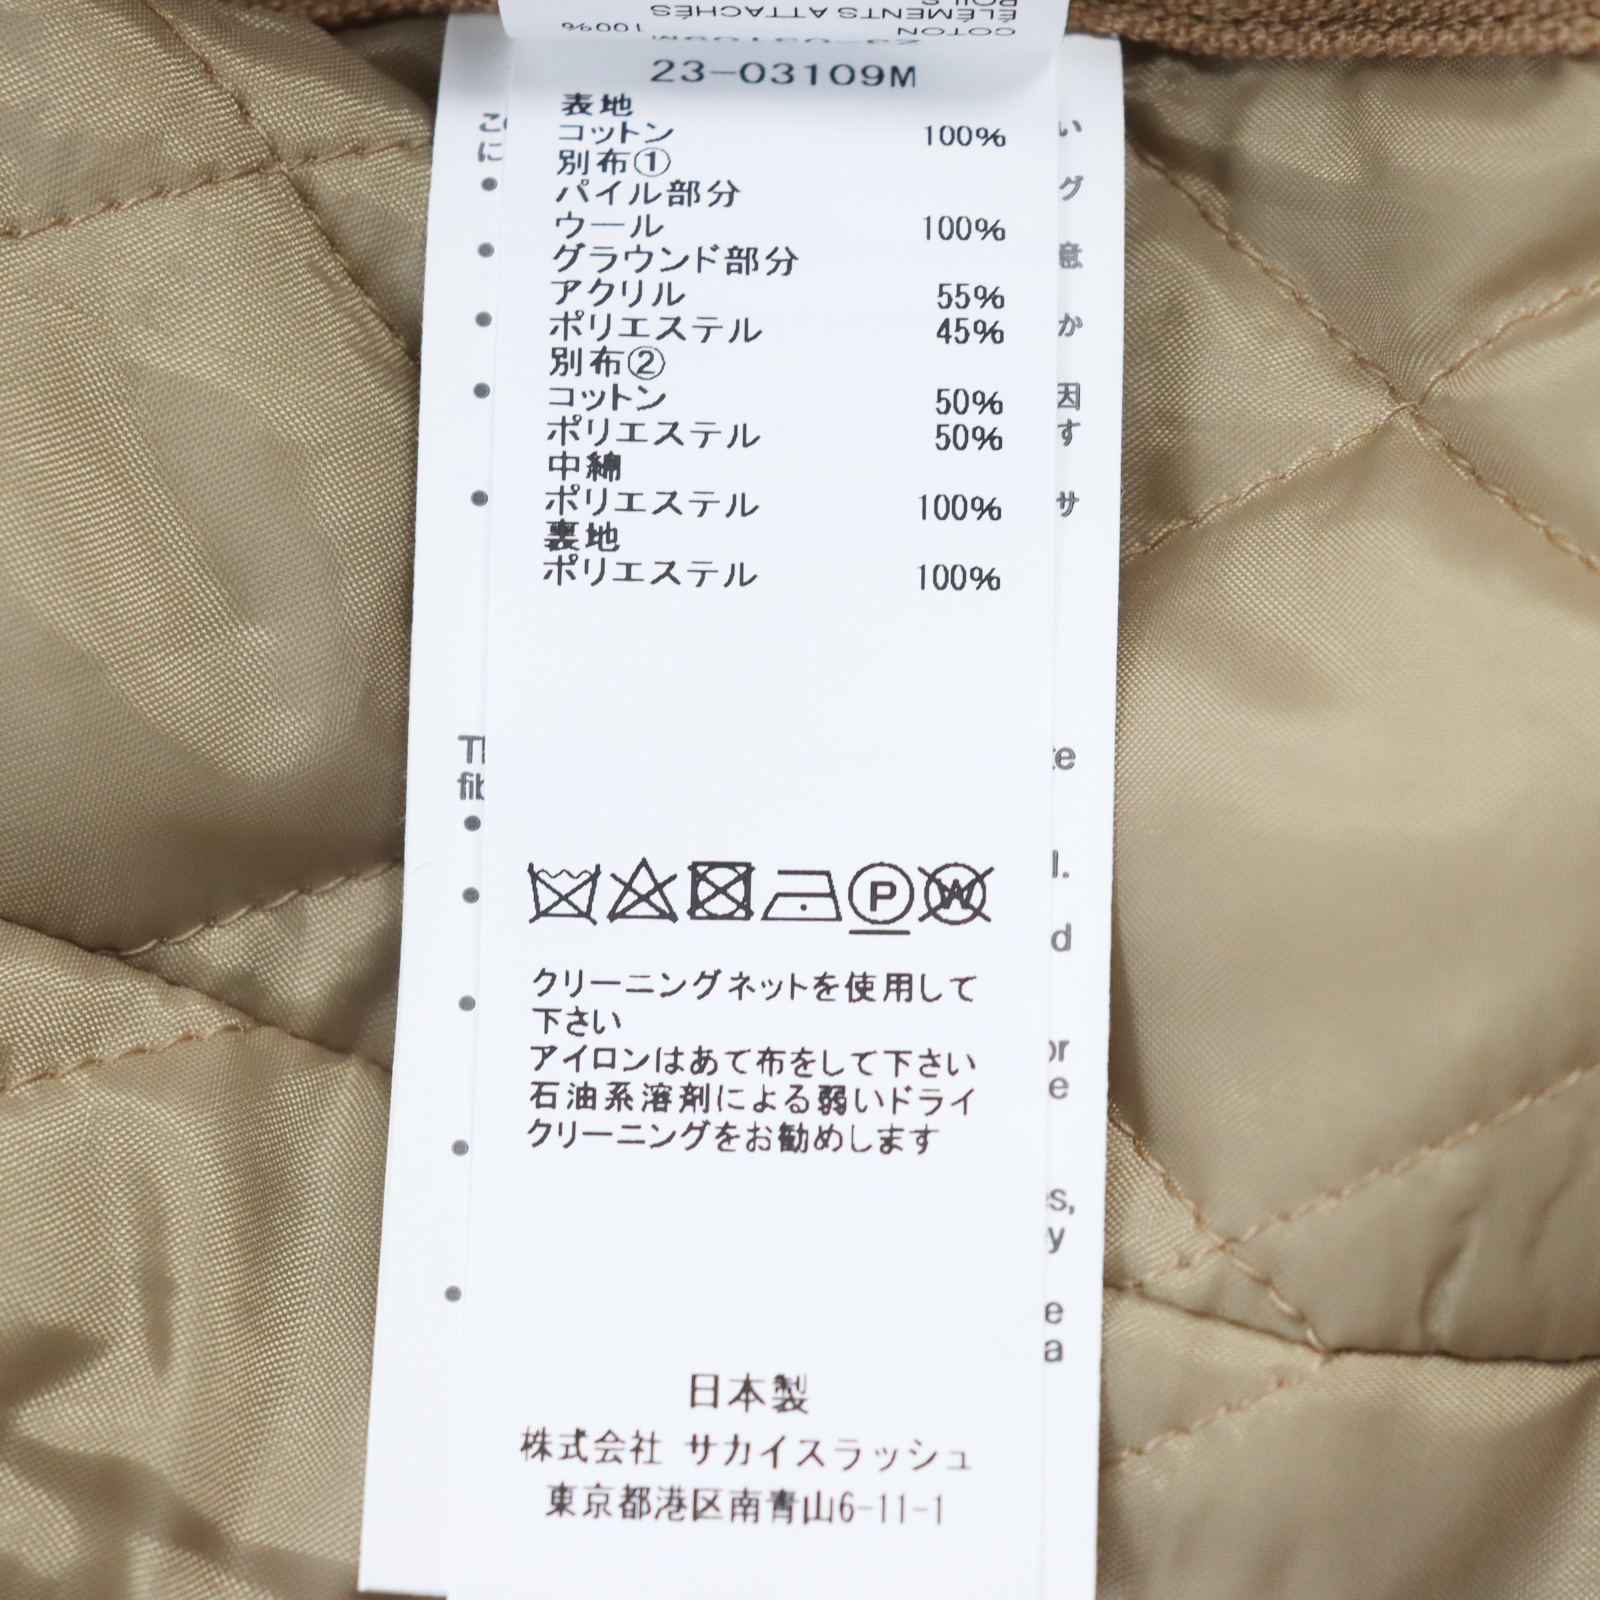 COTON 100%
ÉLÉMENTS ATTACHÉS
23-03109M
表地
コットン 100%
別布①
パイル部分
ウール 100%
グラウンド部分
アクリル 55%
ポリエステル 45%
別布②
コットン 50%
ポリエステル 50%
中綿
ポリエステル 100%
裏地
ポリエステル 100%
P W
クリーニングネットを使用して
下さい
アイロンはあて布をして下さい
石油系溶剤による弱いドライ
クリーニングをお勧めします
日本製
株式会社 サカイスラッシュ
東京都港区南青山6-11-1